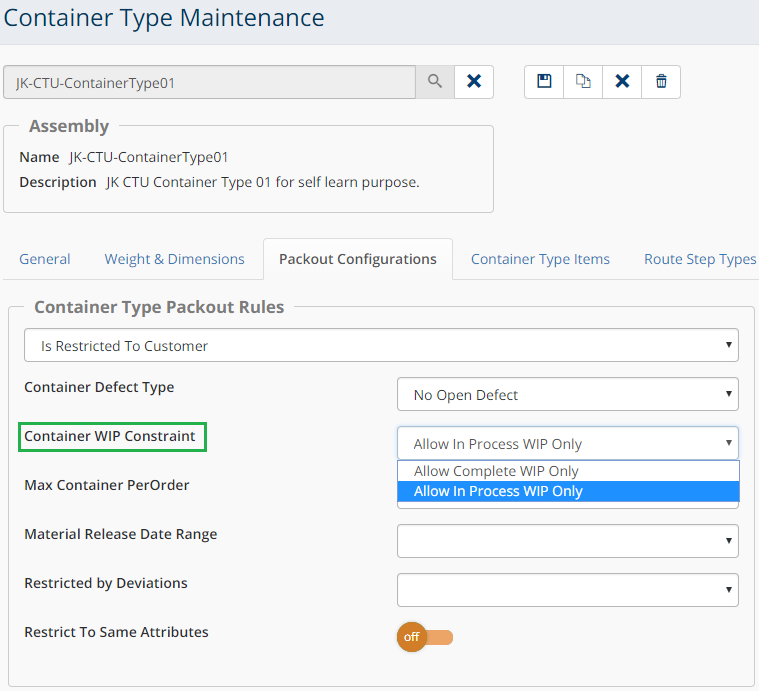 Container Type Maintenance
JK-CTU-ContainerType01
Assembly
Name JK-CTU-ContainerType01
Description JK CTU Container Type 01 for self learn purpose.
General Weight & Dimensions Packout Configurations Container Type Items Route Step Types
Container Type Packout Rules
Is Restricted To Customer
Container Defect Type No Open Defect
Container WIP Constraint Allow In Process WIP Only
Allow Complete WIP Only
Max Container PerOrder Allow In Process WIP Only
Material Release Date Range
Restricted by Deviations
Restrict To Same Attributes off